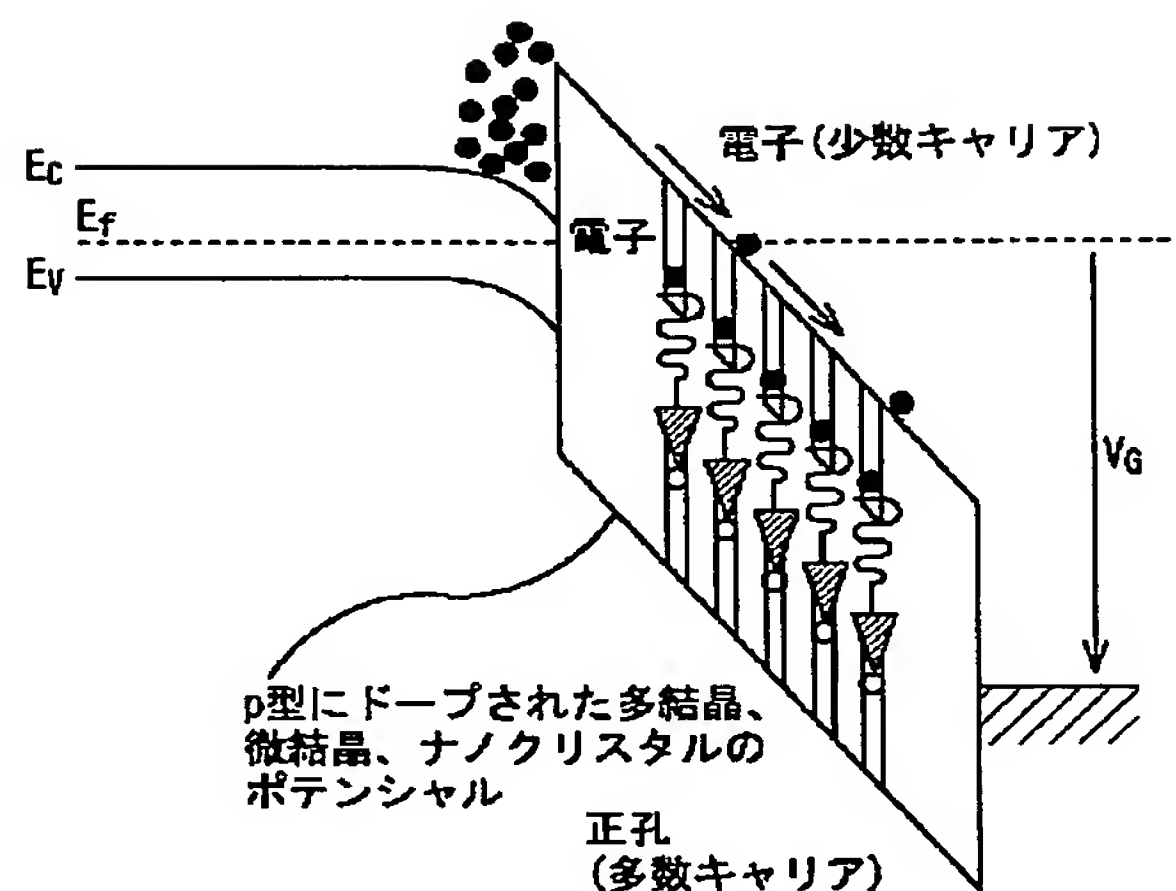 電子(少数キャリア)
Ec
Ef
電子
Ev
VG
p型にドープされた多結晶、
微結晶、ナノクリスタルの
ポテンシャル
正孔
(多数キャリア)